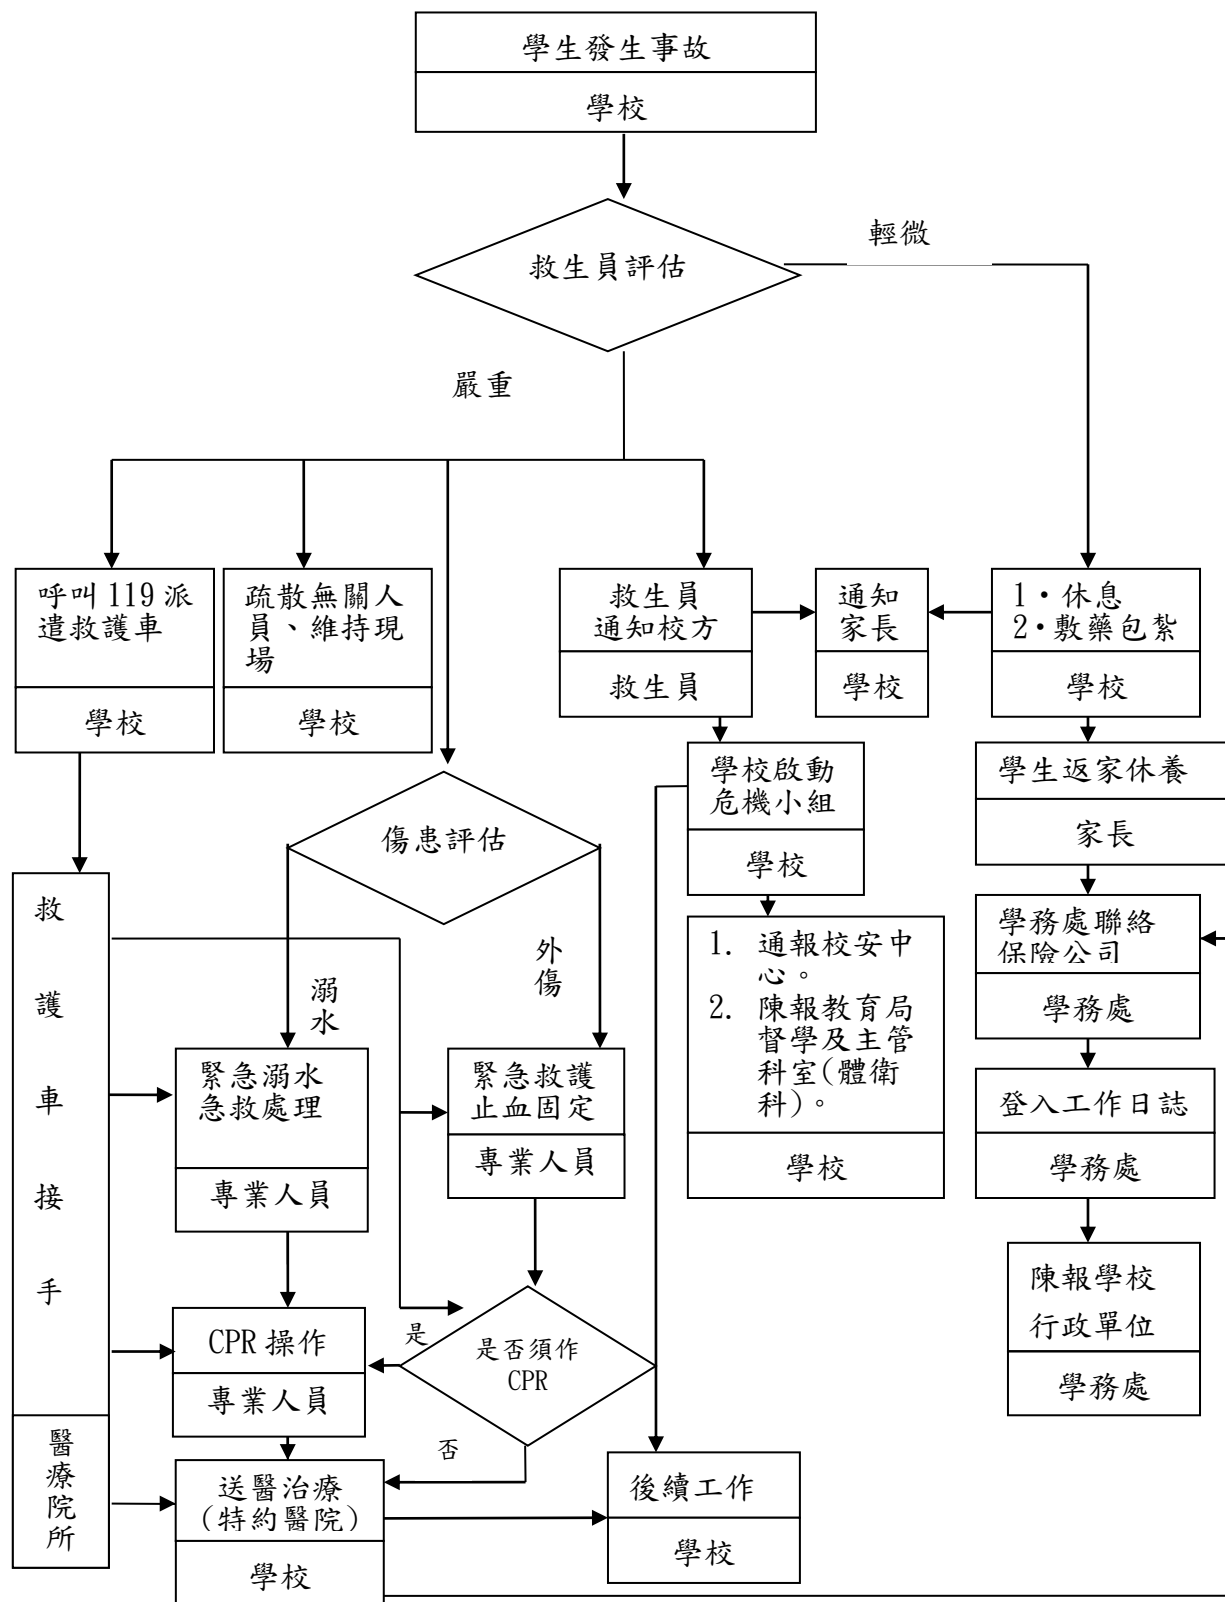 學生發生事故
學校
救生員評估
輕微
嚴重
呼叫119派
遣救護車
學校
疏散無關人
員、維持現
場
學校
救生員
通知校方
救生員
通知
家長
學校
1·休息
2·敷藥包紮
學校
傷患評估
學校啟動
危機小組
學校
學生返家休養
家長
救護車接手
醫療院所
溺水
外傷
1. 通報校安中
心。
2. 陳報教育局
督學及主管
科室(體衛
科)。
學校
學務處聯絡
保險公司
學務處
緊急溺水
急救處理
專業人員
緊急救護
止血固定
專業人員
登入工作日誌
學務處
CPR操作
專業人員
是
是否須作
CPR
否
陳報學校
行政單位
學務處
送醫治療
(特約醫院)
學校
後續工作
學校